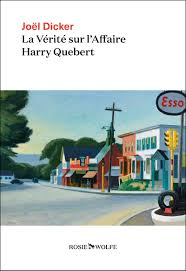 Joël Dicker
La Vérité sur l'Affaire
Harry Quebert
Esso
ROSIE & WOLFE